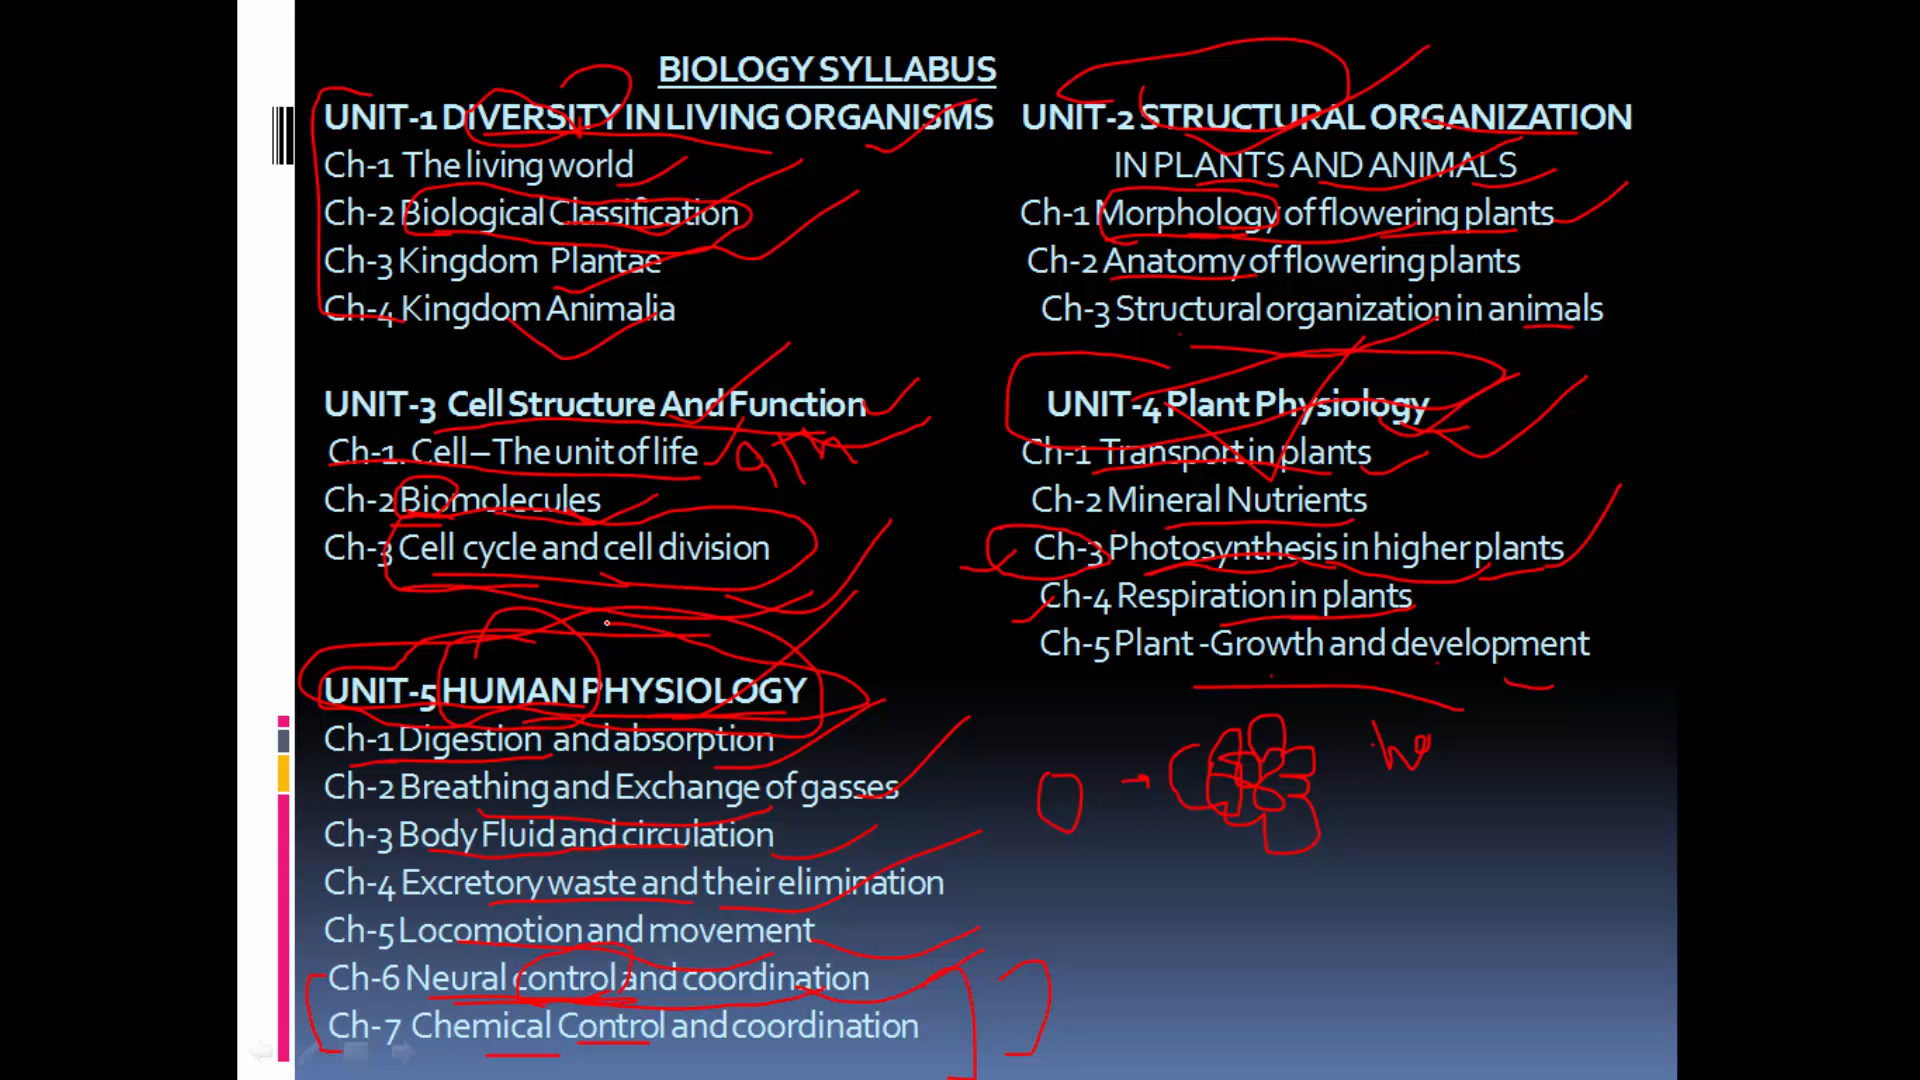 BIOLOGY SYLLABUS
UNIT-1 DIVERSITY IN LIVING ORGANISMS
Ch-1 The living world
Ch-2 Biological Classification
Ch-3 Kingdom Plantae
Ch-4 Kingdom Animalia
UNIT-2 STRUCTURAL ORGANIZATION
IN PLANTS AND ANIMALS
Ch-1 Morphology of flowering plants
Ch-2 Anatomy of flowering plants
Ch-3 Structural organization in animals
UNIT-3 Cell Structure And Function
Ch-1. Cell – The unit of life
Ch-2 Biomolecules
Ch-3 Cell cycle and cell division
UNIT-4 Plant Physiology
Ch-1 Transport in plants
Ch-2 Mineral Nutrients
Ch-3 Photosynthesis in higher plants
Ch-4 Respiration in plants
Ch-5 Plant -Growth and development
UNIT-5 HUMAN PHYSIOLOGY
Ch-1 Digestion and absorption
Ch-2 Breathing and Exchange of gasses
Ch-3 Body Fluid and circulation
Ch-4 Excretory waste and their elimination
Ch-5 Locomotion and movement
Ch-6 Neural control and coordination
Ch-7 Chemical Control and coordination